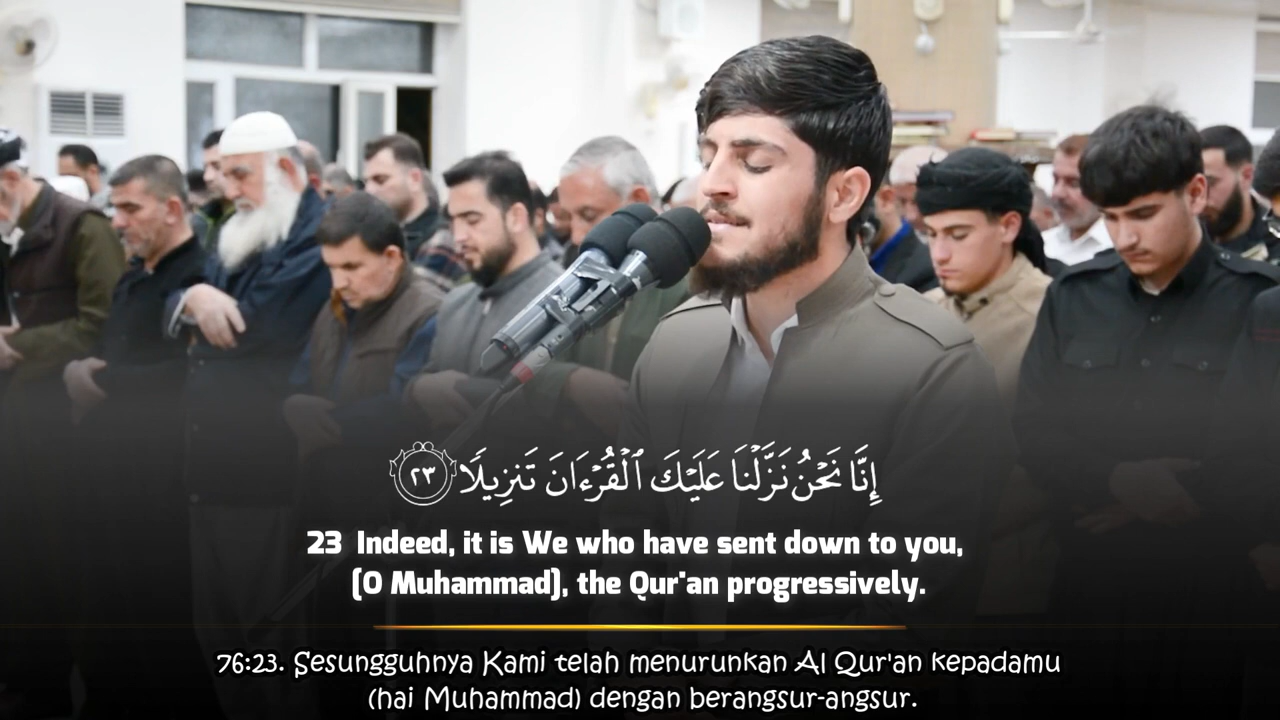 إِنَّا نَحْنُ نَزَّلْنَا عَلَيْكَ ٱلْقُرْءَانَ تَنزِيلًا ٢٣
23 Indeed, it is We who have sent down to you,
(O Muhammad), the Qur'an progressively.
76:23. Sesungguhnya Kami telah menurunkan Al Qur'an kepadamu
(hai Muhammad) dengan berangsur-angsur.